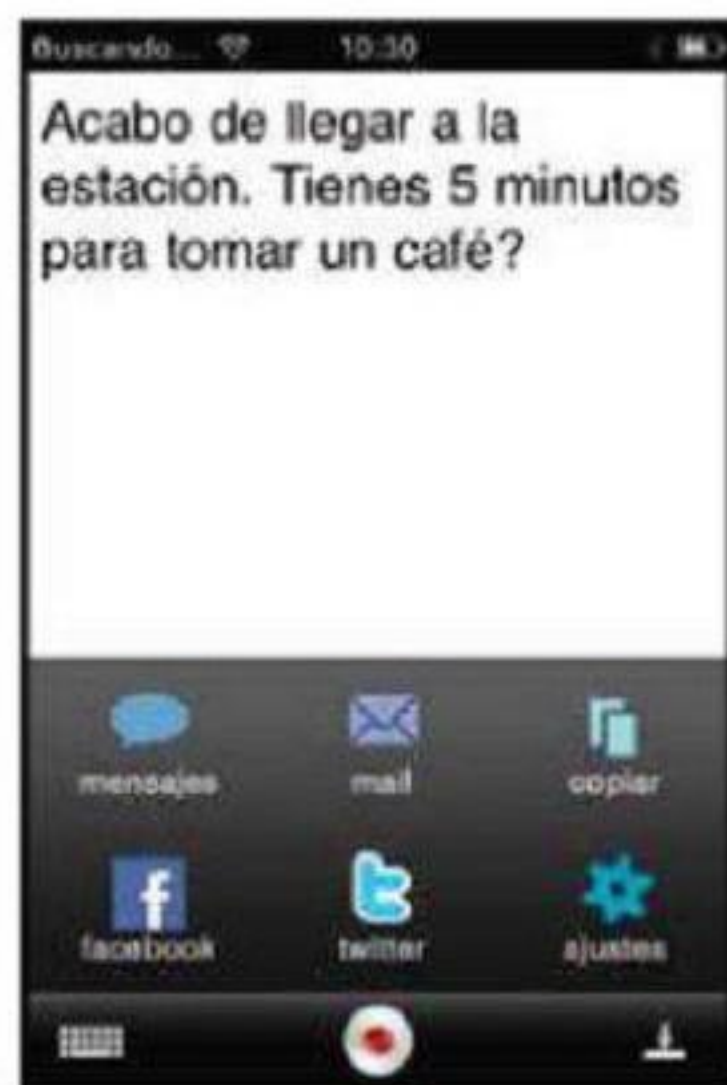 Buscando... 10:30
Acabo de llegar a la
estación. Tienes 5 minutos
para tomar un café?
mensajes mail copiar
facebook twitter ajustes